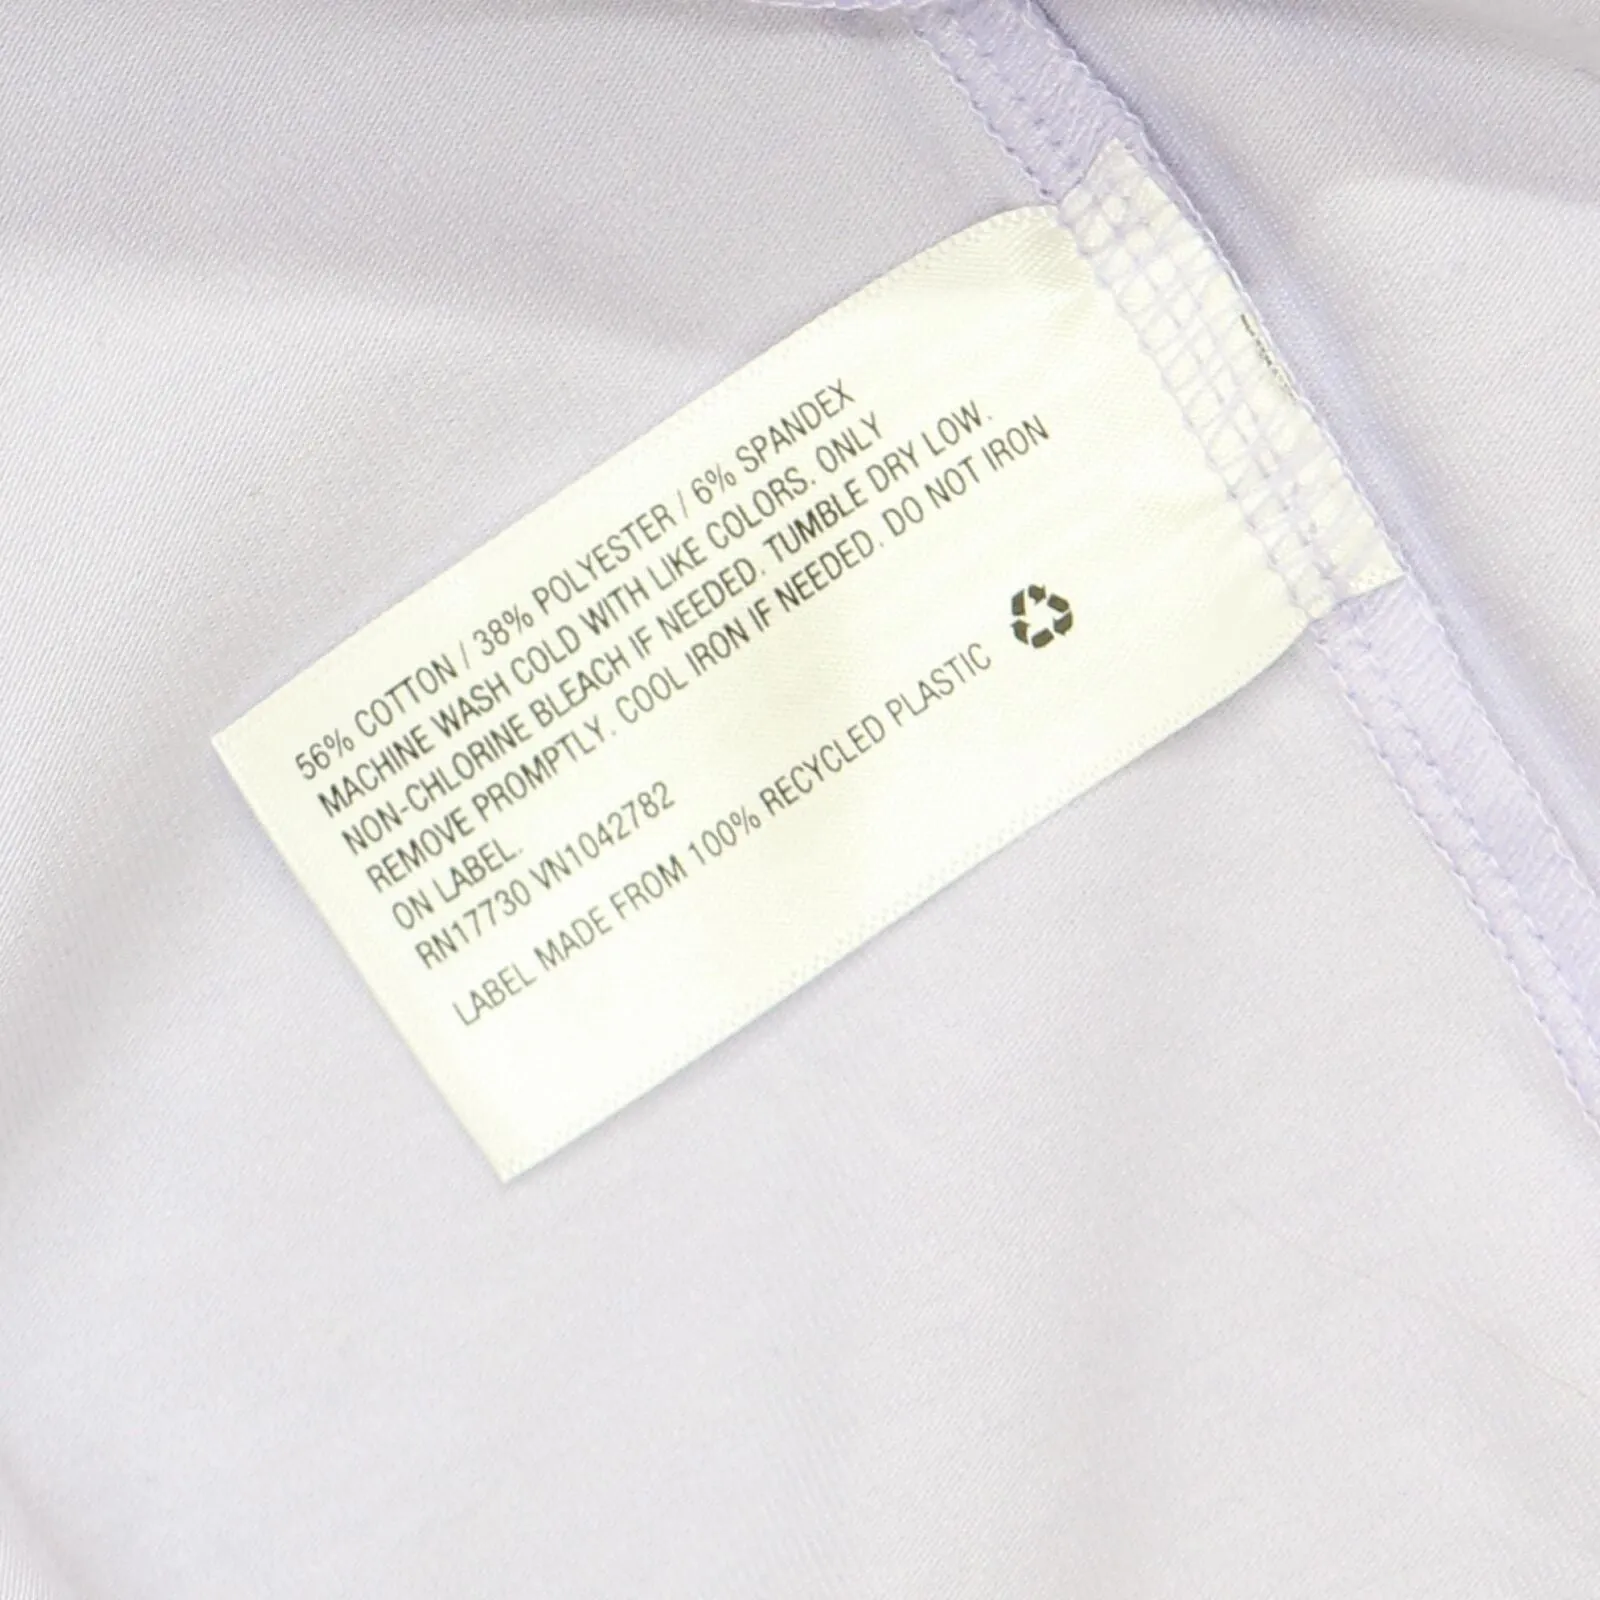 56% COTTON / 38% POLYESTER / 6% SPANDEX
MACHINE WASH COLD WITH LIKE COLORS. ONLY
NON-CHLORINE BLEACH IF NEEDED. TUMBLE DRY LOW.
REMOVE PROMPTLY. COOL IRON IF NEEDED. DO NOT IRON
ON LABEL.
RN17730 VN1042782
LABEL MADE FROM 100% RECYCLED PLASTIC